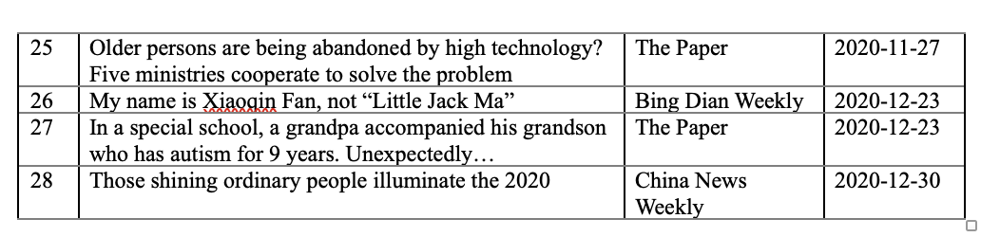 25 Older persons are being abandoned by high technology? The Paper 2020-11-27
Five ministries cooperate to solve the problem
26 My name is Xiaoqin Fan, not “Little Jack Ma” Bing Dian Weekly 2020-12-23
27 In a special school, a grandpa accompanied his grandson The Paper 2020-12-23
who has autism for 9 years. Unexpectedly…
28 Those shining ordinary people illuminate the 2020 China News 2020-12-30
Weekly